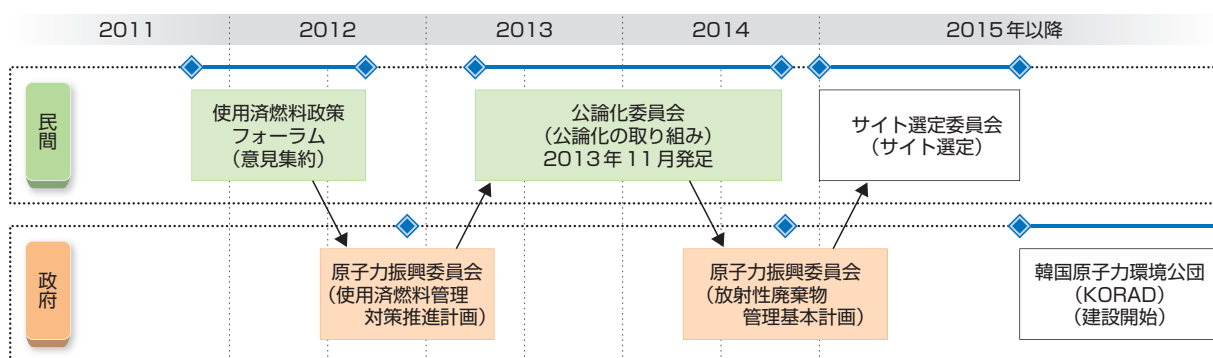 2011
2012
2013
2014
2015年以降
民間
使用済燃料政策
フォーラム
(意見集約)
公論化委員会
(公論化の取り組み)
2013年11月発足
サイト選定委員会
(サイト選定)
政府
原子力振興委員会
(使用済燃料管理
対策推進計画)
原子力振興委員会
(放射性廃棄物
管理基本計画)
韓国原子力環境公団
(KORAD)
(建設開始)